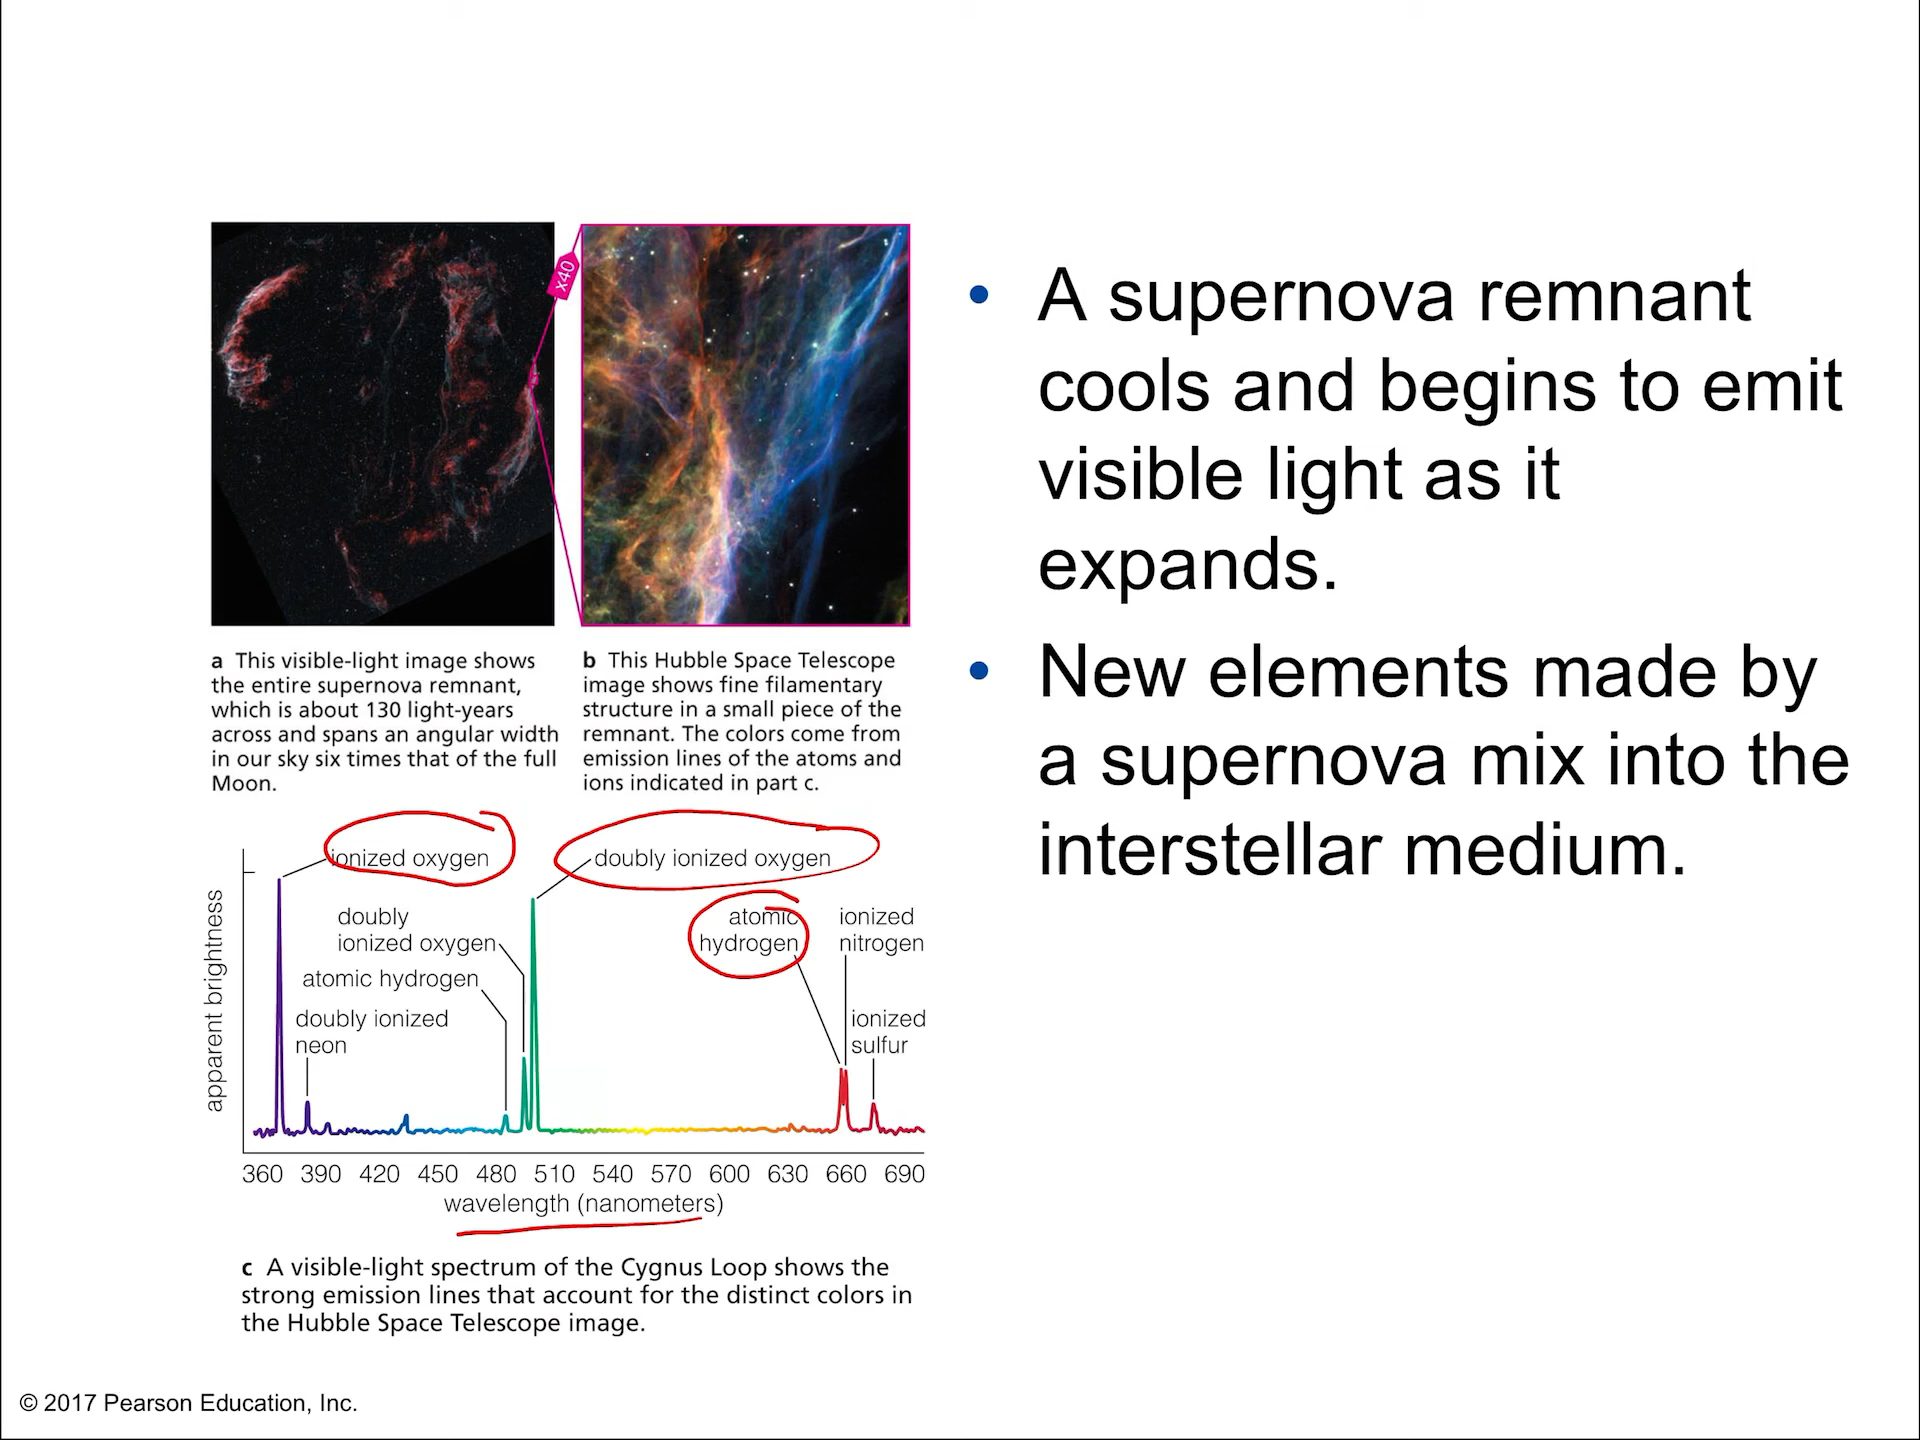 x40
• A supernova remnant
cools and begins to emit
visible light as it
expands.
• New elements made by
a supernova mix into the
interstellar medium.
a This visible-light image shows
the entire supernova remnant,
which is about 130 light-years
across and spans an angular width
in our sky six times that of the full
Moon.
b This Hubble Space Telescope
image shows fine filamentary
structure in a small piece of the
remnant. The colors come from
emission lines of the atoms and
ions indicated in part c.
ionized oxygen
doubly ionized oxygen
doubly
ionized oxygen
atomic hydrogen
doubly ionized
neon
atomic
hydrogen
ionized
nitrogen
ionized
sulfur
apparent brightness
360 390 420 450 480 510 540 570 600 630 660 690
wavelength (nanometers)
c A visible-light spectrum of the Cygnus Loop shows the
strong emission lines that account for the distinct colors in
the Hubble Space Telescope image.
© 2017 Pearson Education, Inc.